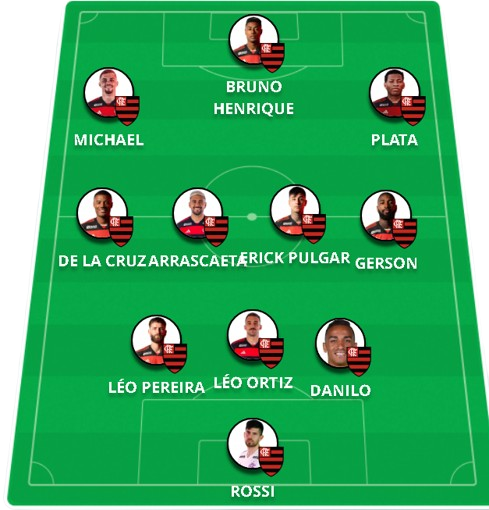 BRUNO
HENRIQUE
MICHAEL
PLATA
DE LA CRUZ
ARRASCAETA
ERICK PULGAR
GERSON
LÉO PEREIRA
LÉO ORTIZ
DANILO
ROSSI